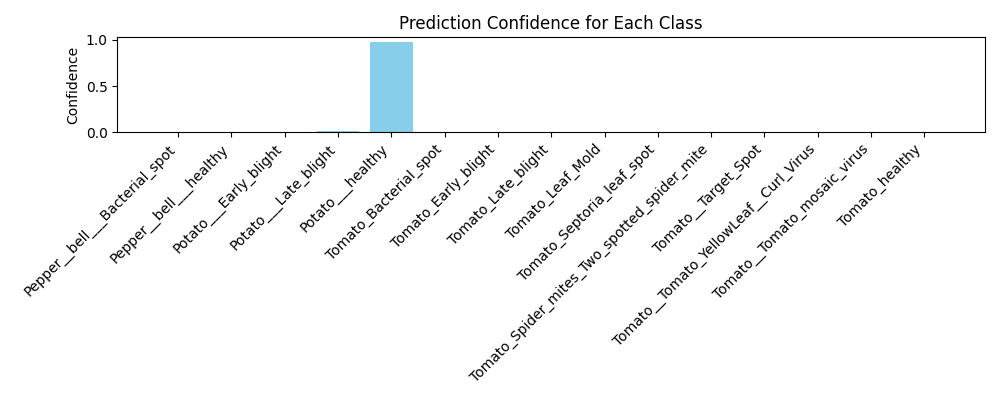 Prediction Confidence for Each Class
Confidence
1.0
0.5
0.0
Pepper__bell___Bacterial_spot
Pepper__bell___healthy
Potato___Early_blight
Potato___Late_blight
Potato___healthy
Tomato_Bacterial_spot
Tomato_Early_blight
Tomato_Late_blight
Tomato_Leaf_Mold
Tomato_Septoria_leaf_spot
Tomato_Spider_mites_Two_spotted_spider_mite
Tomato__Target_Spot
Tomato__Tomato_YellowLeaf__Curl_Virus
Tomato__Tomato_mosaic_virus
Tomato_healthy